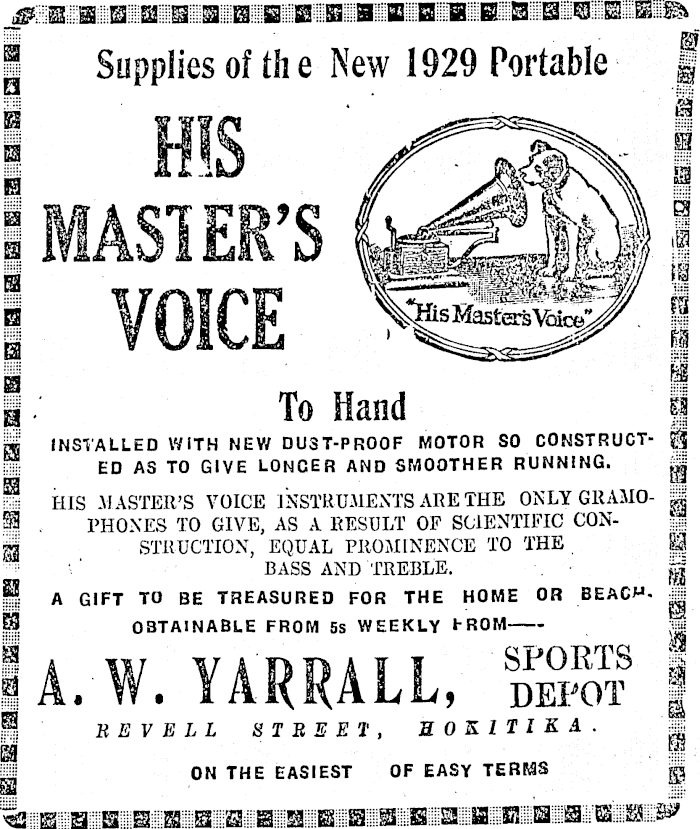 Supplies of the New 1929 Portable
HIS
MASTER'S
VOICE
"His Master's Voice"
To Hand
INSTALLED WITH NEW DUST-PROOF MOTOR SO CONSTRUCT-
ED AS TO GIVE LONGER AND SMOOTHER RUNNING.
HIS MASTER'S VOICE INSTRUMENTS ARE THE ONLY GRAMO-
PHONES TO GIVE, AS A RESULT OF SCIENTIFIC CON-
STRUCTION, EQUAL PROMINENCE TO THE
BASS AND TREBLE.
A GIFT TO BE TREASURED FOR THE HOME OR BEACH.
OBTAINABLE FROM 5s WEEKLY FROM——
A. W. YARRALL, SPORTS DEPOT
REVELL STREET, HOKITIKA.
ON THE EASIEST OF EASY TERMS